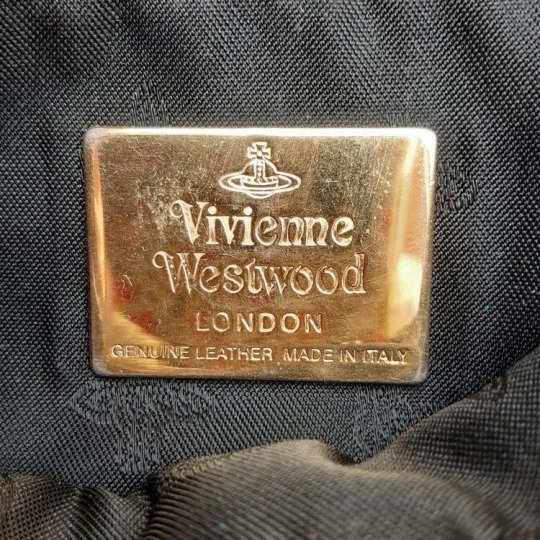 Vivienne
Westwood
LONDON
GENUINE LEATHER MADE IN ITALY